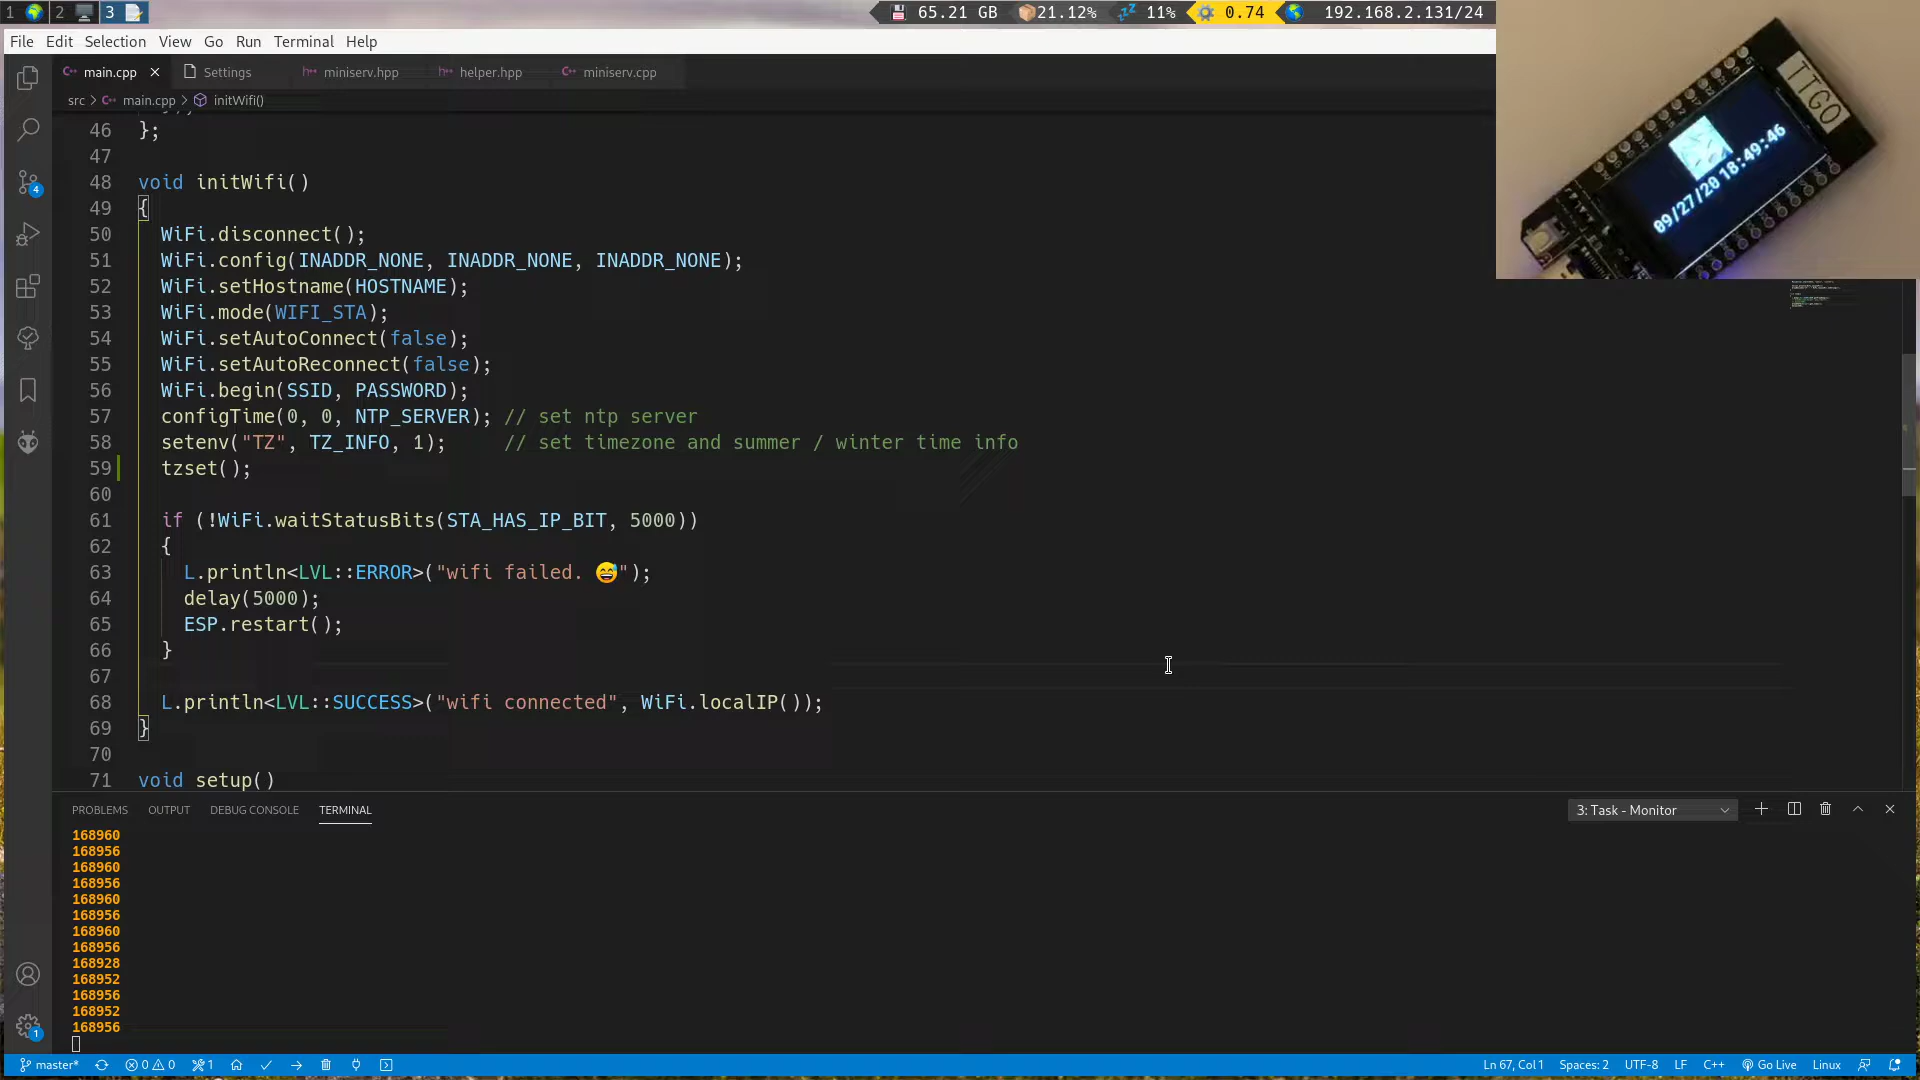 1 2 3 65.21 GB 21.12% 11% 0.74 192.168.2.131/24
File Edit Selection View Go Run Terminal Help
TTGO
09/27/20 18:49:46
main.cpp Settings miniserv.hpp helper.hpp miniserv.cpp
src > main.cpp > initWifi()
46 };
47
48 void initWifi()
49 {
50 WiFi.disconnect();
51 WiFi.config(INADDR_NONE, INADDR_NONE, INADDR_NONE);
52 WiFi.setHostname(HOSTNAME);
53 WiFi.mode(WIFI_STA);
54 WiFi.setAutoConnect(false);
55 WiFi.setAutoReconnect(false);
56 WiFi.begin(SSID, PASSWORD);
57 configTime(0, 0, NTP_SERVER); // set ntp server
58 setenv("TZ", TZ_INFO, 1); // set timezone and summer / winter time info
59 tzset();
60
61 if (!WiFi.waitStatusBits(STA_HAS_IP_BIT, 5000))
62 {
63 L.println<LVL::ERROR>("wifi failed. 😅");
64 delay(5000);
65 ESP.restart();
66 }
67
68 L.println<LVL::SUCCESS>("wifi connected", WiFi.localIP());
69 }
70
71 void setup()
4
PROBLEMS OUTPUT DEBUG CONSOLE TERMINAL 3: Task - Monitor
168960
168956
168960
168956
168960
168956
168960
168956
168928
168952
168956
168952
168956
1
master* 0 0 1 Ln 67, Col 1 Spaces: 2 UTF-8 LF C++ Go Live Linux